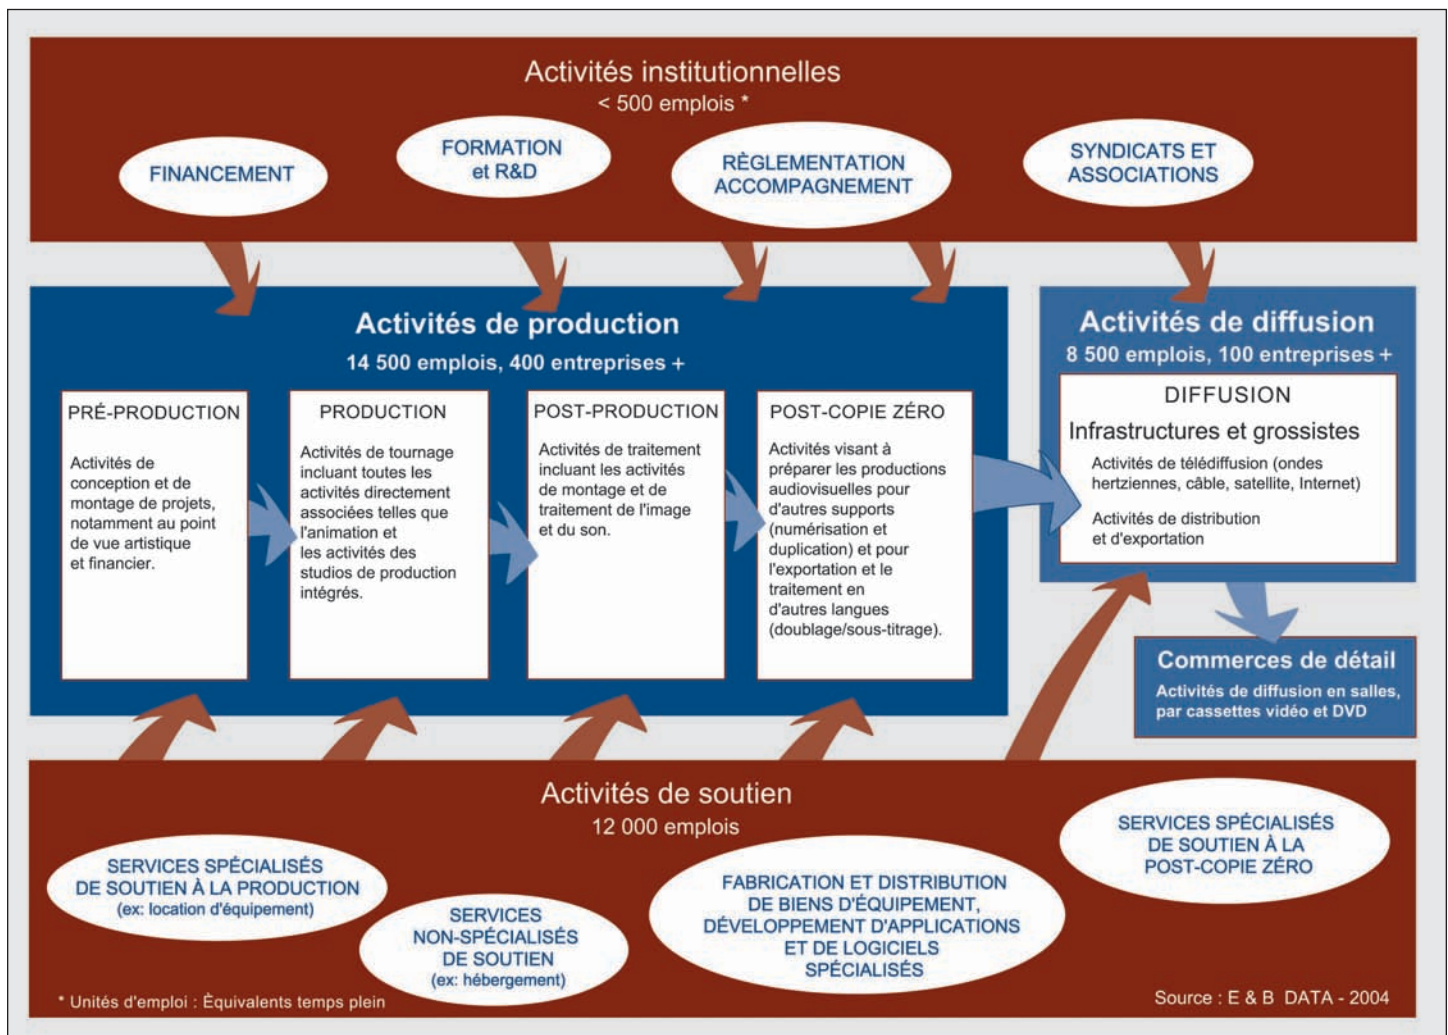 Activités institutionnelles
< 500 emplois *
FINANCEMENT
FORMATION
et R&D
RÈGLEMENTATION
ACCOMPAGNEMENT
SYNDICATS ET
ASSOCIATIONS
Activités de production
14 500 emplois, 400 entreprises +
PRÉ-PRODUCTION
Activités de
conception et de
montage de projets,
notamment au point
de vue artistique
et financier.
PRODUCTION
Activités de tournage
incluant toutes les
activités directement
associées telles que
l'animation et
les activités des
studios de production
intégrés.
POST-PRODUCTION
Activités de traitement
incluant les activités
de montage et de
traitement de l'image
et du son.
POST-COPIE ZÉRO
Activités visant à
préparer les productions
audiovisuelles pour
d'autres supports
(numérisation et
duplication) et pour
l'exportation et le
traitement en
d'autres langues
(doublage/sous-titrage).
Activités de diffusion
8 500 emplois, 100 entreprises +
DIFFUSION
Infrastructures et grossistes
Activités de télédiffusion (ondes
hertziennes, câble, satellite, Internet)
Activités de distribution
et d'exportation
Commerces de détail
Activités de diffusion en salles,
par cassettes vidéo et DVD
Activités de soutien
12 000 emplois
SERVICES SPÉCIALISÉS
DE SOUTIEN À LA PRODUCTION
(ex: location d'équipement)
SERVICES
NON-SPÉCIALISÉS
DE SOUTIEN
(ex: hébergement)
FABRICATION ET DISTRIBUTION
DE BIENS D'ÉQUIPEMENT,
DÉVELOPPEMENT D'APPLICATIONS
ET DE LOGICIELS
SPÉCIALISÉS
SERVICES SPÉCIALISÉS
DE SOUTIEN À LA
POST-COPIE ZÉRO
* Unités d'emploi : Èquivalents temps plein
Source : E & B DATA - 2004